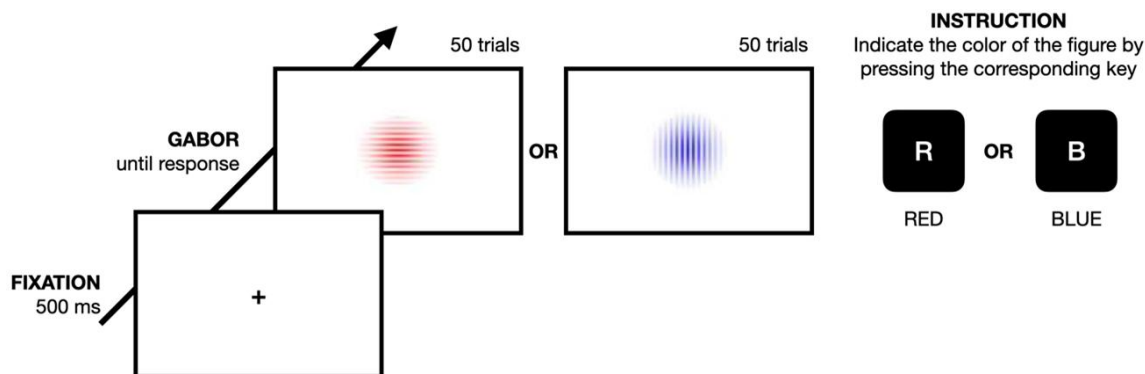 50 trials
50 trials
INSTRUCTION
Indicate the color of the figure by
pressing the corresponding key
GABOR
until response
OR
R
OR
B
RED
BLUE
FIXATION
500 ms
+